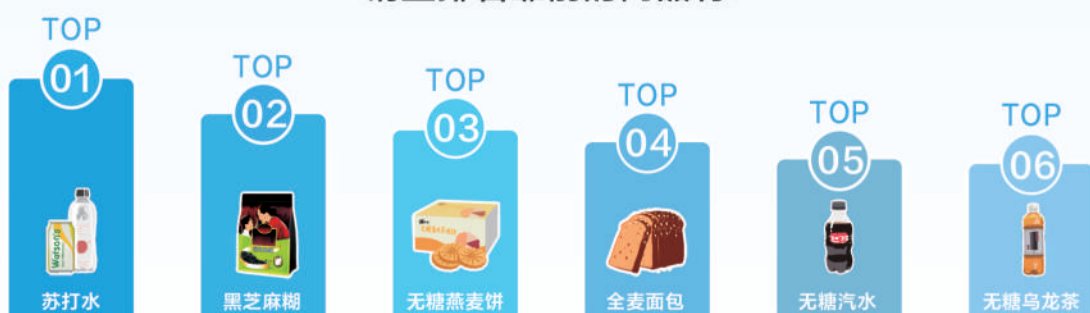 TOP
01
苏打水
TOP
02
黑芝麻糊
TOP
03
无糖燕麦饼
TOP
04
全麦面包
TOP
05
无糖汽水
TOP
06
无糖乌龙茶
Watsons